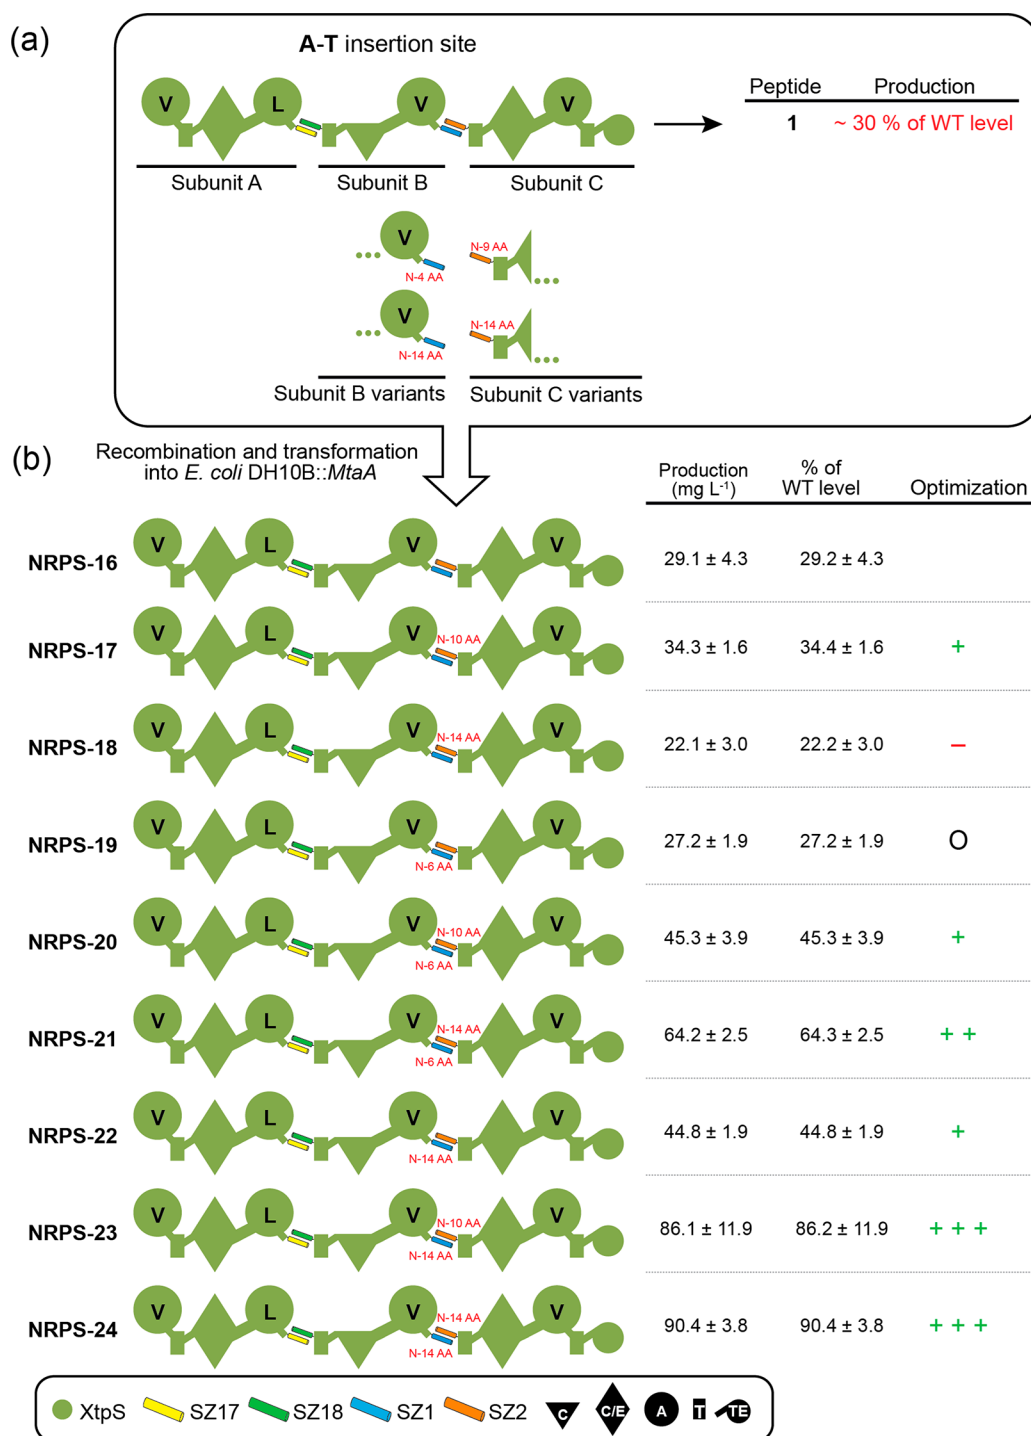 (a)
A-T insertion site
V L V V
Peptide Production
1 ~ 30 % of WT level
Subunit A Subunit B Subunit C
V
N-4 AA
N-9 AA
V
N-14 AA
N-14 AA
Subunit B variants Subunit C variants
(b)
Recombination and transformation
into E. coli DH10B::MtaA
Production
(mg L⁻¹)
% of
WT level
Optimization
NRPS-16 V L V V 29.1 ± 4.3 29.2 ± 4.3
NRPS-17 V L V N-10 AA V 34.3 ± 1.6 34.4 ± 1.6 +
NRPS-18 V L V N-14 AA V 22.1 ± 3.0 22.2 ± 3.0 –
NRPS-19 V L V N-6 AA V 27.2 ± 1.9 27.2 ± 1.9 O
NRPS-20 V L V N-10 AA N-6 AA V 45.3 ± 3.9 45.3 ± 3.9 +
NRPS-21 V L V N-14 AA N-6 AA V 64.2 ± 2.5 64.3 ± 2.5 + +
NRPS-22 V L V N-14 AA V 44.8 ± 1.9 44.8 ± 1.9 +
NRPS-23 V L V N-10 AA N-14 AA V 86.1 ± 11.9 86.2 ± 11.9 + + +
NRPS-24 V L V N-14 AA N-14 AA V 90.4 ± 3.8 90.4 ± 3.8 + + +
XtpS SZ17 SZ18 SZ1 SZ2 C C/E A T TE